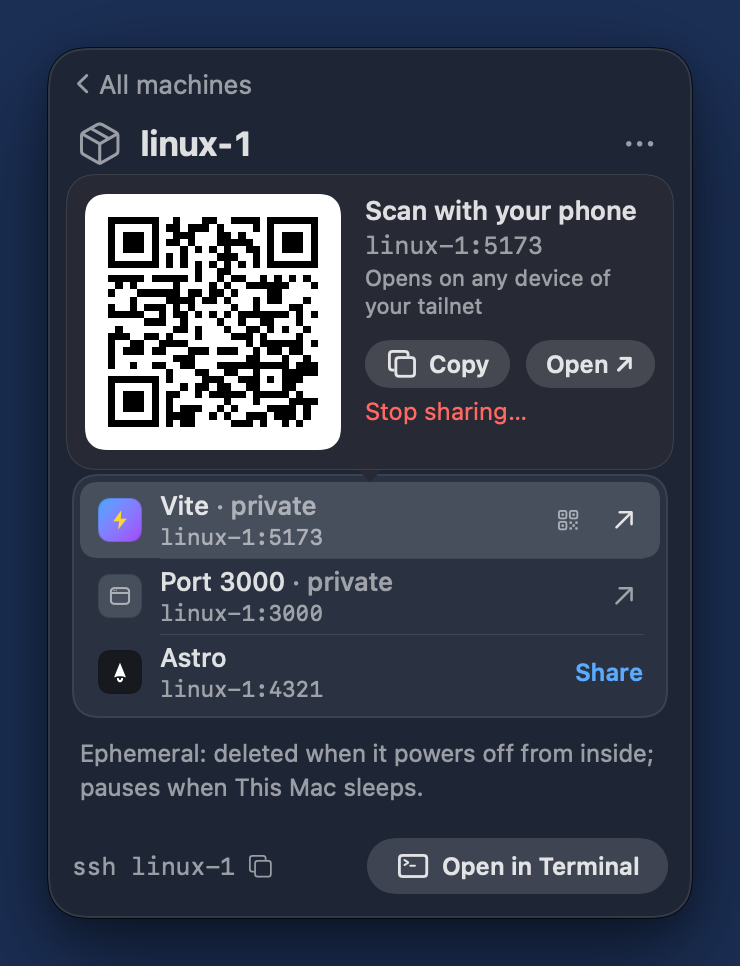 All machines
linux-1
Scan with your phone
linux-1:5173
Opens on any device of
your tailnet
Copy
Open
Stop sharing...
Vite · private
linux-1:5173
Port 3000 · private
linux-1:3000
Astro
linux-1:4321
Share
Ephemeral: deleted when it powers off from inside;
pauses when This Mac sleeps.
ssh linux-1
Open in Terminal